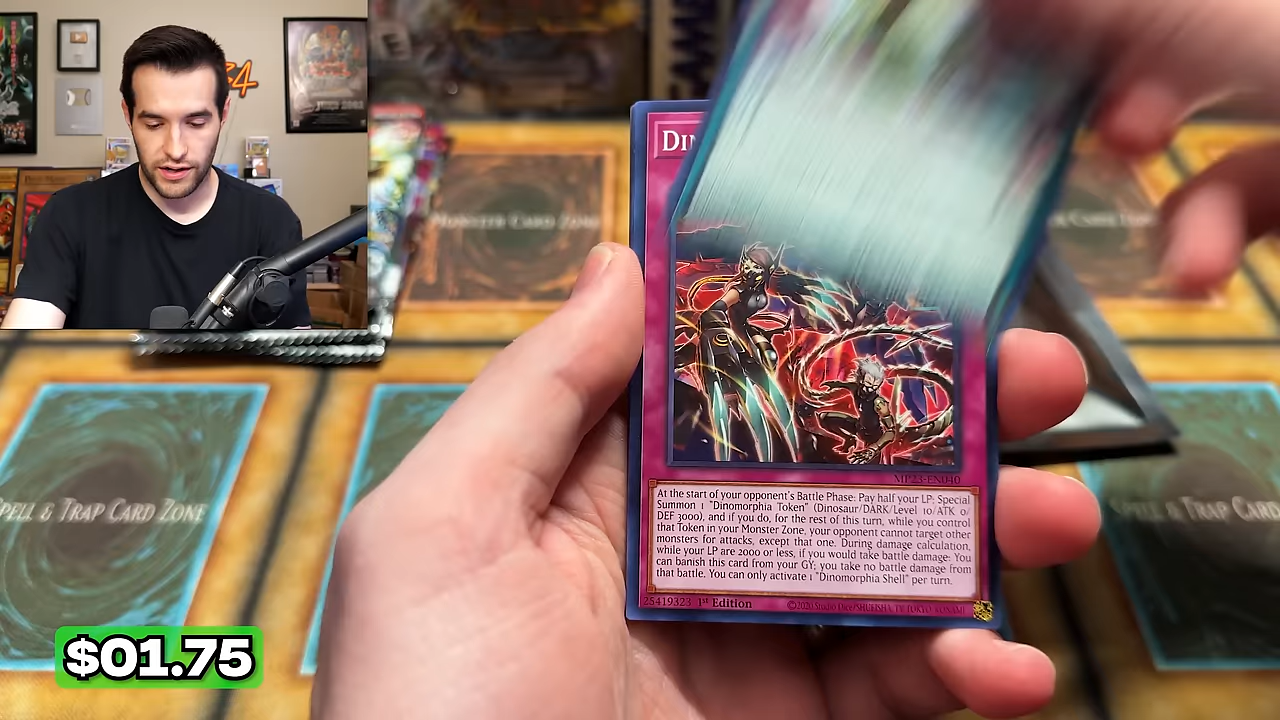 34
MONSTER CARD ZONE
DIN
MP23-EN040
At the start of your opponent's Battle Phase: Pay half your LP; Special
Summon 1 "Dinomorphia Token" (Dinosaur/DARK/Level 10/ATK 0/
DEF 3000), and if you do, for the rest of this turn, while you control
that Token in your Monster Zone, your opponent cannot target other
monsters for attacks, except that one. During damage calculation,
while your LP are 2000 or less, if you would take battle damage: You
can banish this card from your GY; you take no battle damage from
that battle. You can only activate 1 "Dinomorphia Shell" per turn.
25419323 1st Edition ©2020 Studio Dice/SHUEISHA, TV TOKYO, KONAMI
SPELL & TRAP CARD ZONE
SPELL & TRAP CARD
$01.75